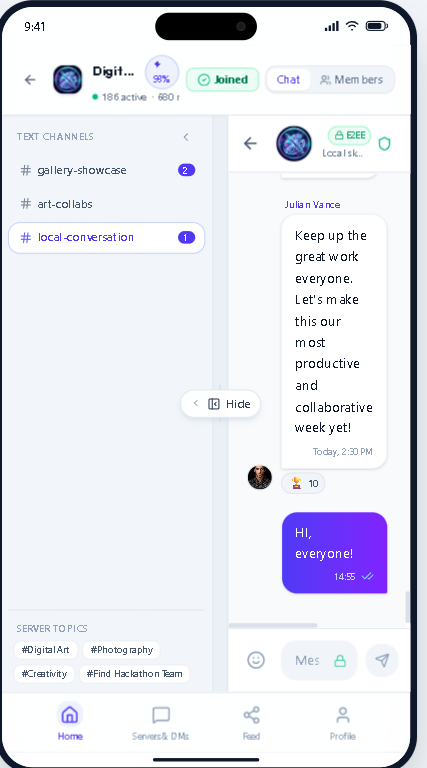 9:41
Digit...
98%
Joined
Chat
Members
186 active · 680 r
TEXT CHANNELS
# gallery-showcase 2
# art-collabs
# local-conversation 1
Hide
SERVER TOPICS
#Digital Art #Photography
#Creativity #Find Hackathon Team
E2EE
Local sk...
Julian Vance
Keep up the
great work
everyone.
Let's make
this our
most
productive
and
collaborative
week yet!
Today, 2:30 PM
🏆 10
HI,
everyone!
14:55
Mes
Home
Servers & DMs
Feed
Profile